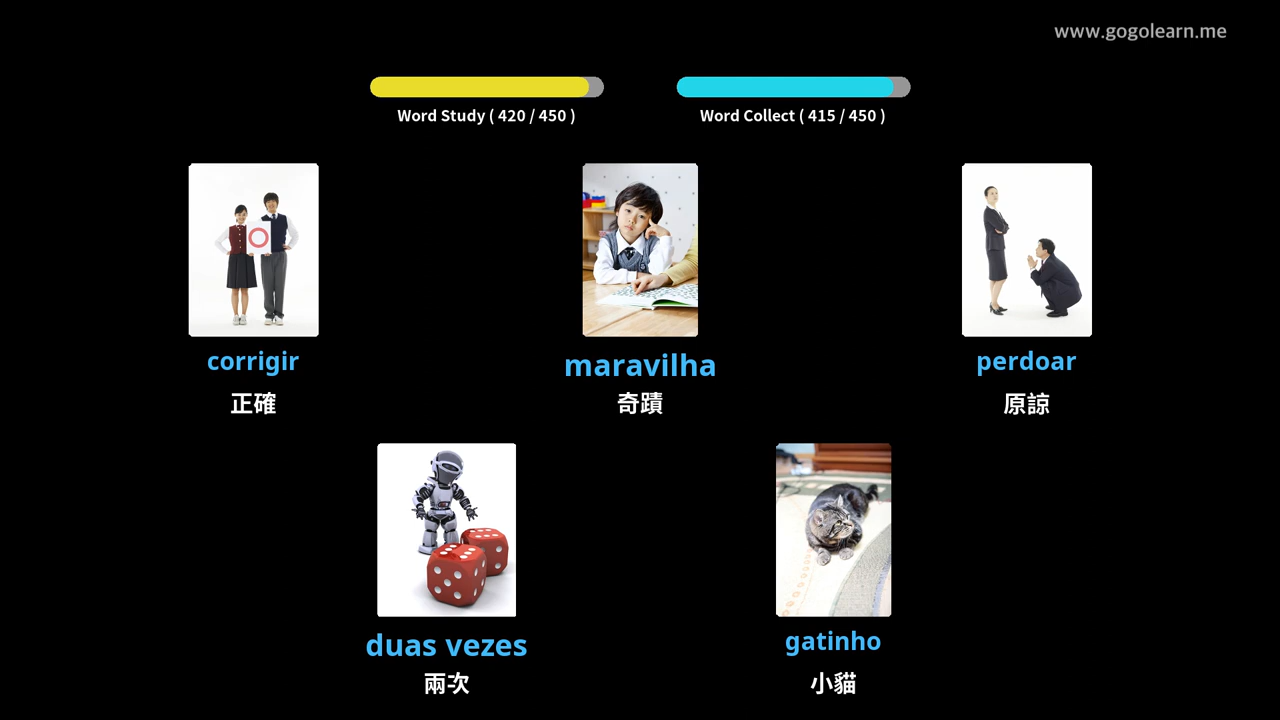 www.gogolearn.me
Word Study ( 420 / 450 )
Word Collect ( 415 / 450 )
corrigir
正確
maravilha
奇蹟
perdoar
原諒
duas vezes
兩次
gatinho
小貓